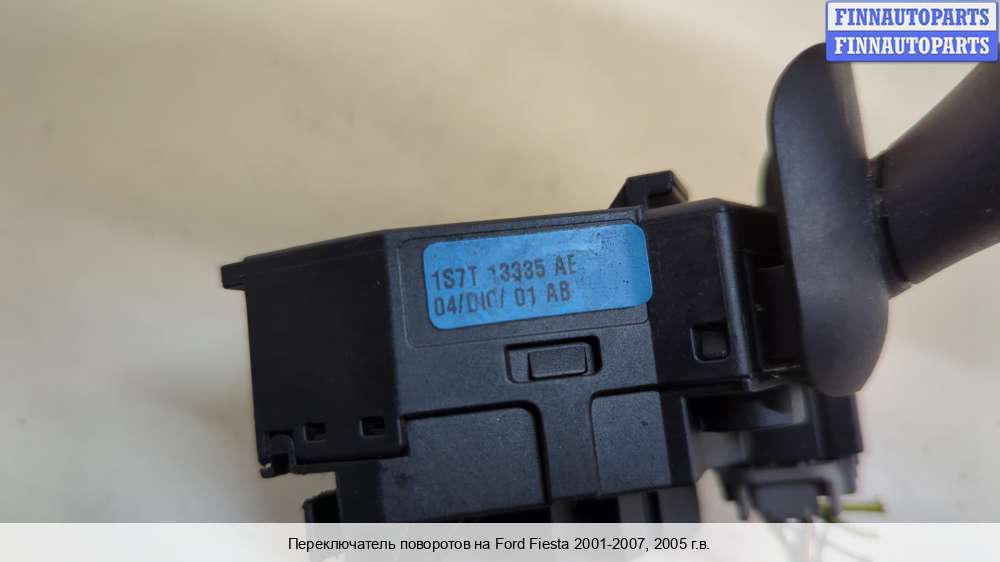 FINNAUTOPARTS
FINNAUTOPARTS
1S7T 13335 AE
04/DIC/ 01 AB
Переключатель поворотов на Ford Fiesta 2001-2007, 2005 г.в.